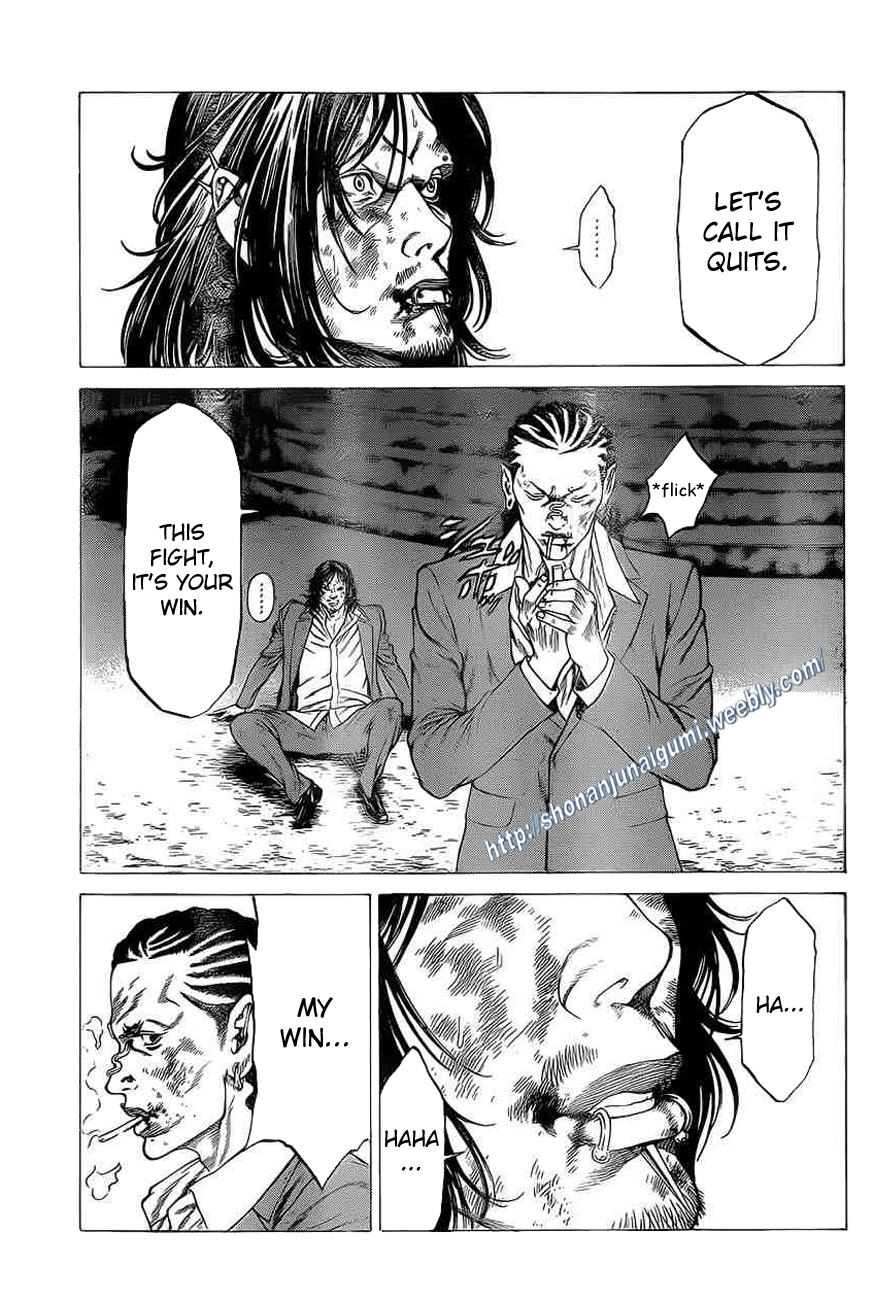 LET'S
CALL IT
QUITS.
......
*flick*
THIS
FIGHT,
IT'S YOUR
WIN.
......
http://shonanjunaigumi.weebly.com/
HA...
HAHA
...
MY
WIN...